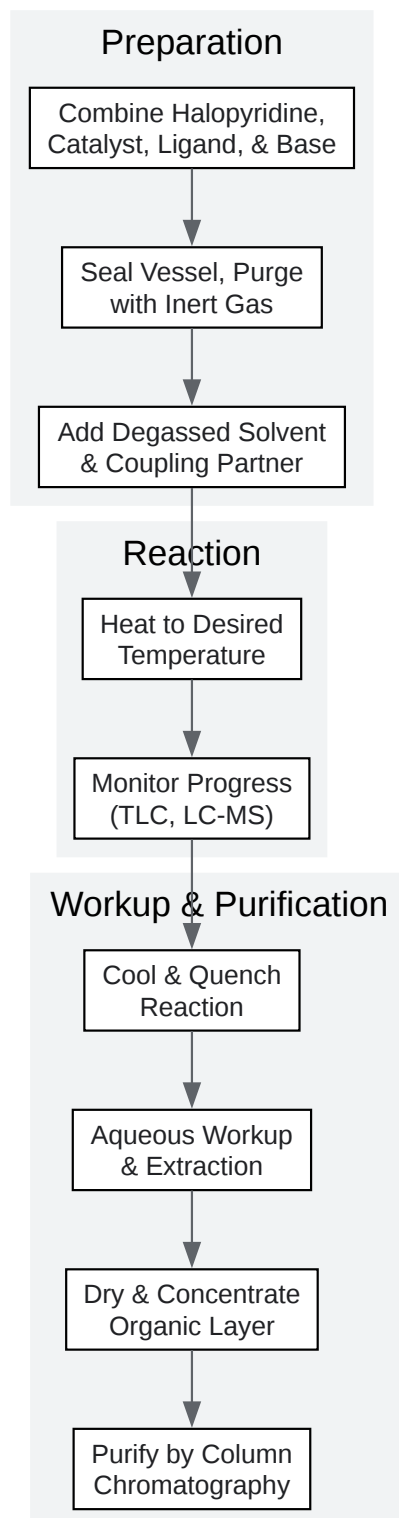 Preparation
Combine Halopyridine,
Catalyst, Ligand, & Base
Seal Vessel, Purge
with Inert Gas
Add Degassed Solvent
& Coupling Partner
Reaction
Heat to Desired
Temperature
Monitor Progress
(TLC, LC-MS)
Workup & Purification
Cool & Quench
Reaction
Aqueous Workup
& Extraction
Dry & Concentrate
Organic Layer
Purify by Column
Chromatography